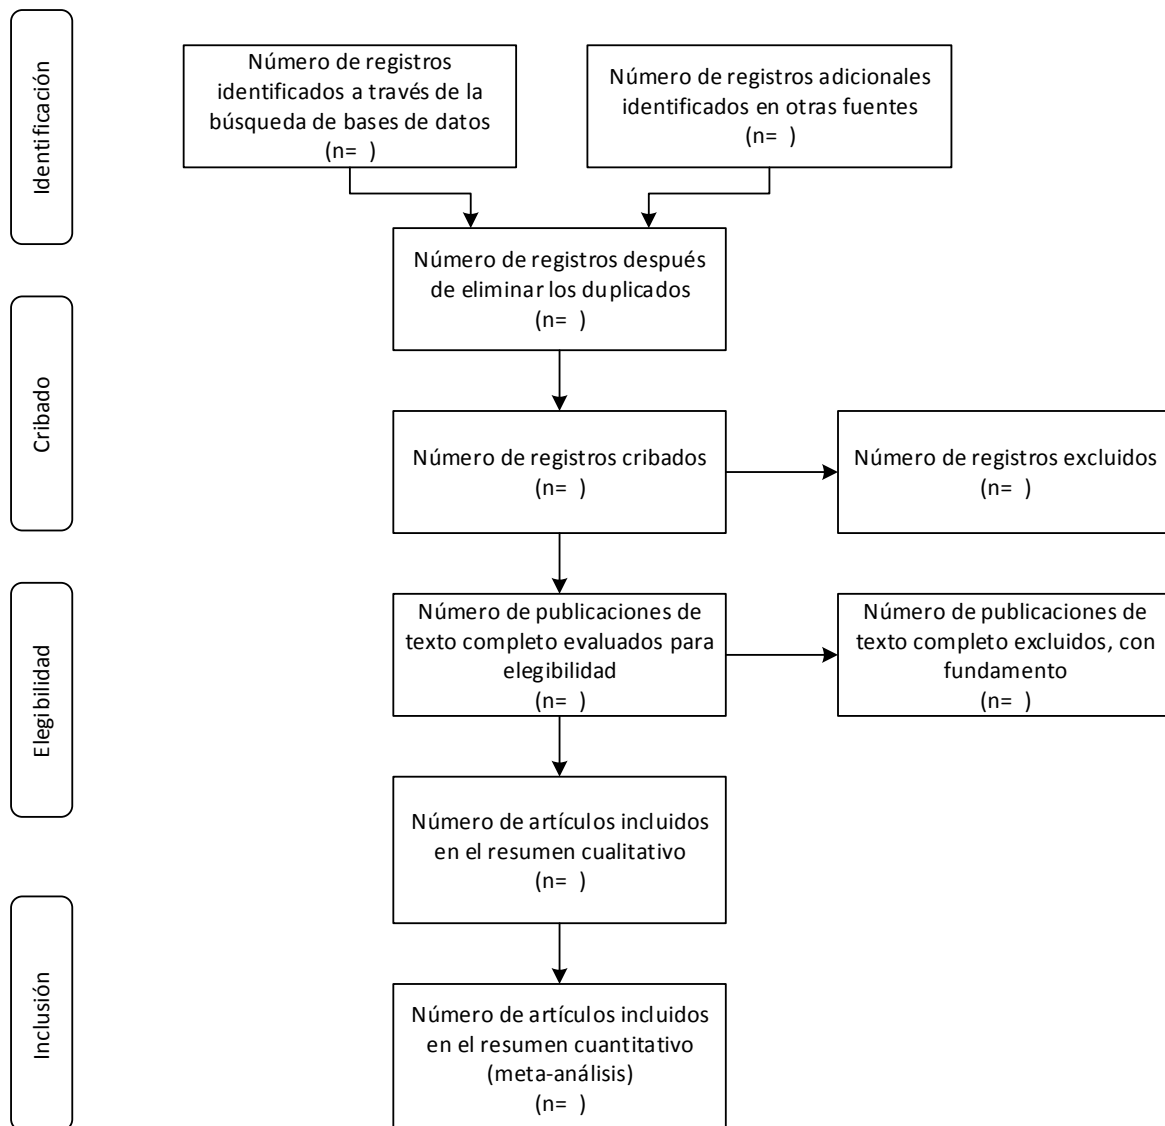 Identificación
Número de registros
identificados a través de la
búsqueda de bases de datos
(n=  )
Número de registros adicionales
identificados en otras fuentes
(n=  )
Número de registros después
de eliminar los duplicados
(n=  )
Cribado
Número de registros cribados
(n=  )
Número de registros excluidos
(n=  )
Elegibilidad
Número de publicaciones de
texto completo evaluados para
elegibilidad
(n=  )
Número de publicaciones de
texto completo excluidos, con
fundamento
(n=  )
Número de artículos incluidos
en el resumen cualitativo
(n=  )
Inclusión
Número de artículos incluidos
en el resumen cuantitativo
(meta-análisis)
(n=  )